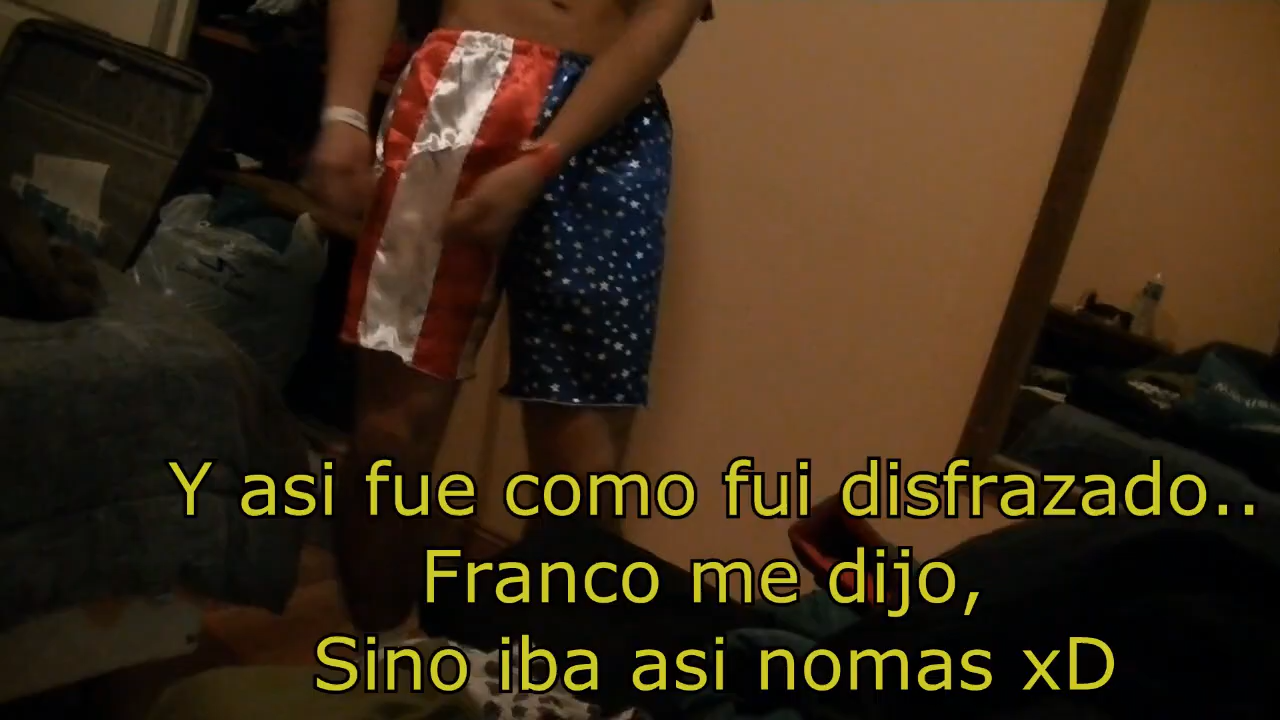 Y asi fue como fui disfrazado..
Franco me dijo,
Sino iba asi nomas xD